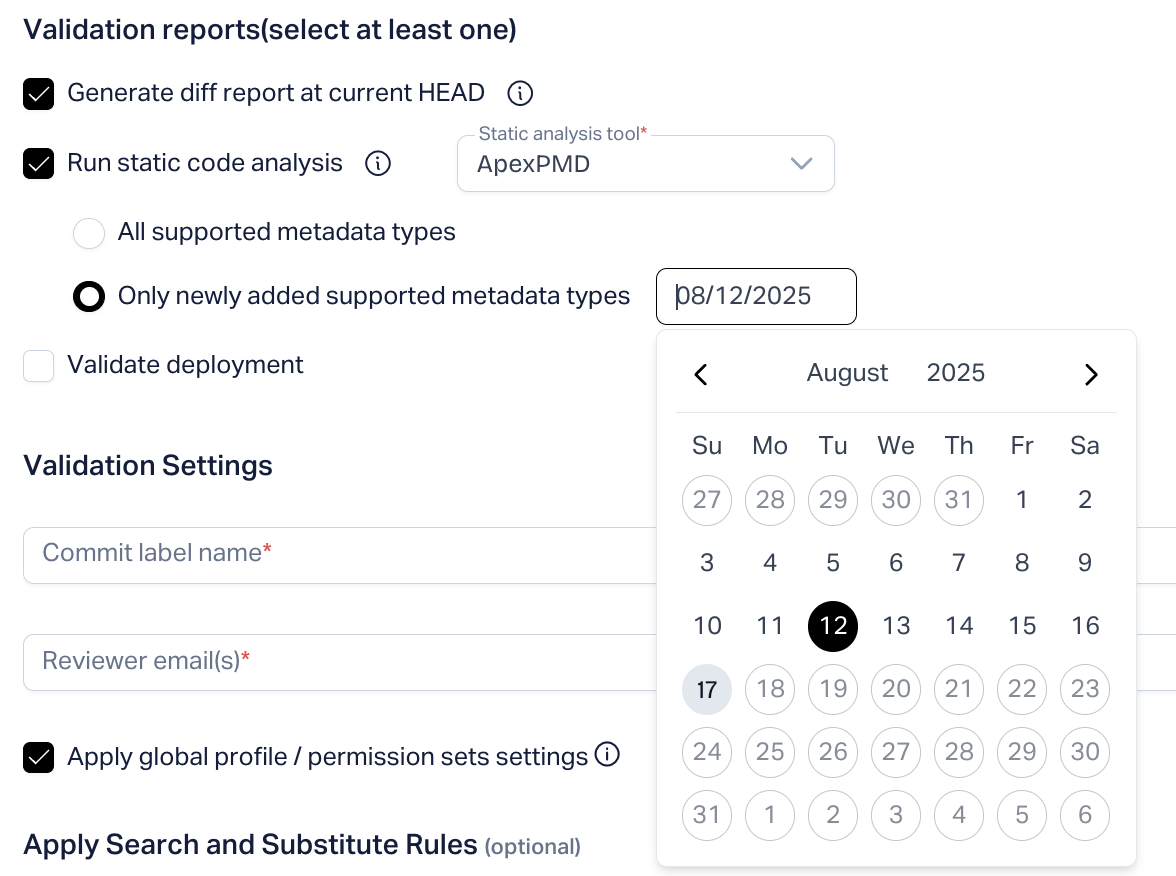 Validation reports(select at least one)
Generate diff report at current HEAD
Run static code analysis
Static analysis tool*
ApexPMD
All supported metadata types
Only newly added supported metadata types
08/12/2025
Validate deployment
August 2025
Su Mo Tu We Th Fr Sa
27 28 29 30 31 1 2
3 4 5 6 7 8 9
10 11 12 13 14 15 16
17 18 19 20 21 22 23
24 25 26 27 28 29 30
31 1 2 3 4 5 6
Validation Settings
Commit label name*
Reviewer email(s)*
Apply global profile / permission sets settings
Apply Search and Substitute Rules (optional)